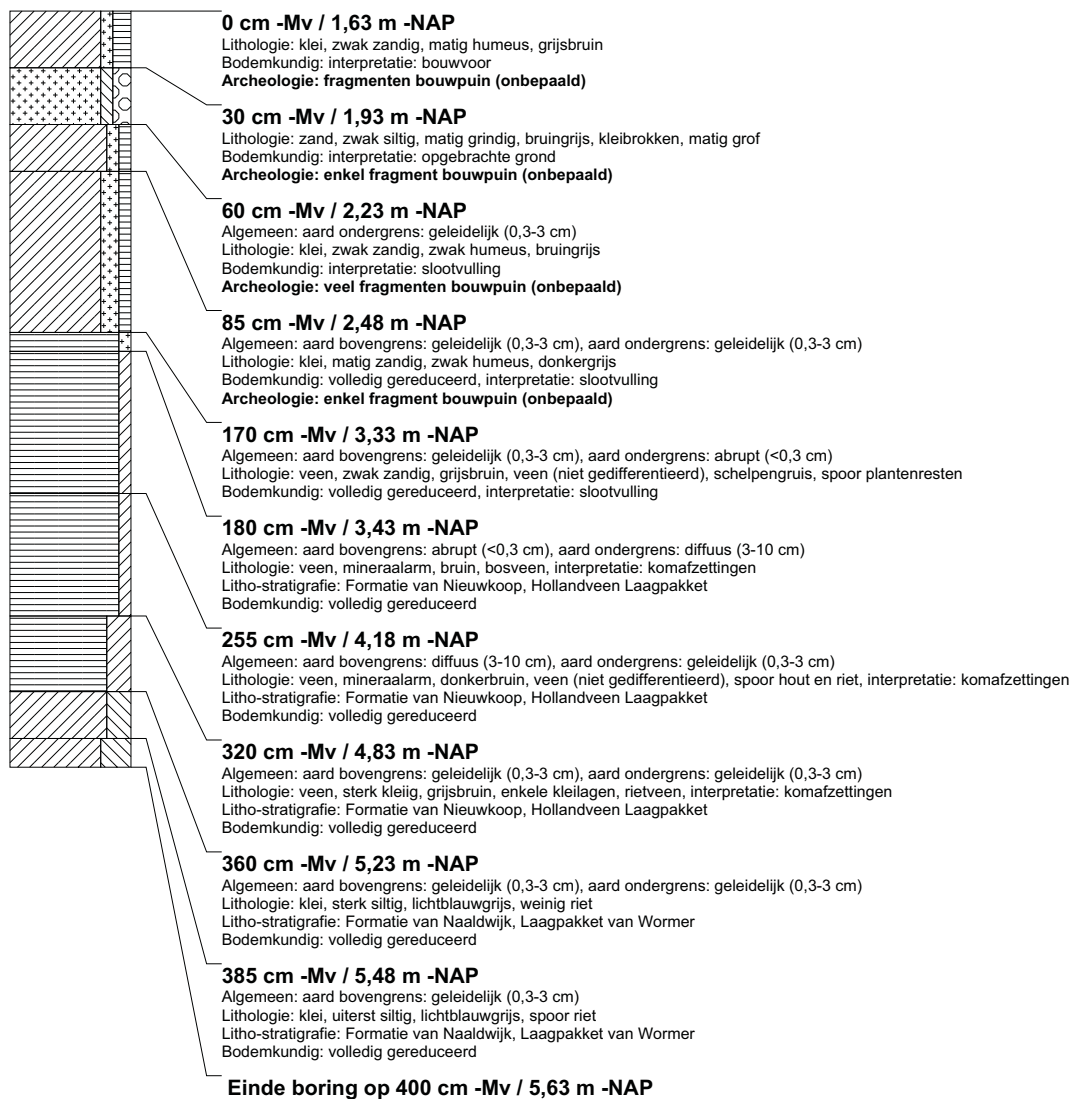 0 cm -Mv / 1,63 m -NAP
Lithologie: klei, zwak zandig, matig humeus, grijsbruin
Bodemkundig: interpretatie: bouwvoor
Archeologie: fragmenten bouwpuin (onbepaald)
30 cm -Mv / 1,93 m -NAP
Lithologie: zand, zwak siltig, matig grindig, bruingrijs, kleibrokken, matig grof
Bodemkundig: interpretatie: opgebrachte grond
Archeologie: enkel fragment bouwpuin (onbepaald)
60 cm -Mv / 2,23 m -NAP
Algemeen: aard ondergrens: geleidelijk (0,3-3 cm)
Lithologie: klei, zwak zandig, zwak humeus, bruingrijs
Bodemkundig: interpretatie: slootvulling
Archeologie: veel fragmenten bouwpuin (onbepaald)
85 cm -Mv / 2,48 m -NAP
Algemeen: aard bovengrens: geleidelijk (0,3-3 cm), aard ondergrens: geleidelijk (0,3-3 cm)
Lithologie: klei, matig zandig, zwak humeus, donkergrijs
Bodemkundig: volledig gereduceerd, interpretatie: slootvulling
Archeologie: enkel fragment bouwpuin (onbepaald)
170 cm -Mv / 3,33 m -NAP
Algemeen: aard bovengrens: geleidelijk (0,3-3 cm), aard ondergrens: abrupt (<0,3 cm)
Lithologie: veen, zwak zandig, grijsbruin, veen (niet gedifferentieerd), schelpengruis, spoor plantenresten
Bodemkundig: volledig gereduceerd, interpretatie: slootvulling
180 cm -Mv / 3,43 m -NAP
Algemeen: aard bovengrens: abrupt (<0,3 cm), aard ondergrens: diffuus (3-10 cm)
Lithologie: veen, mineraalarm, bruin, bosveen, interpretatie: komafzettingen
Litho-stratigrafie: Formatie van Nieuwkoop, Hollandveen Laagpakket
Bodemkundig: volledig gereduceerd
255 cm -Mv / 4,18 m -NAP
Algemeen: aard bovengrens: diffuus (3-10 cm), aard ondergrens: geleidelijk (0,3-3 cm)
Lithologie: veen, mineraalarm, donkerbruin, veen (niet gedifferentieerd), spoor hout en riet, interpretatie: komafzettingen
Litho-stratigrafie: Formatie van Nieuwkoop, Hollandveen Laagpakket
Bodemkundig: volledig gereduceerd
320 cm -Mv / 4,83 m -NAP
Algemeen: aard bovengrens: geleidelijk (0,3-3 cm), aard ondergrens: geleidelijk (0,3-3 cm)
Lithologie: veen, sterk kleiig, grijsbruin, enkele kleilagen, rietveen, interpretatie: komafzettingen
Litho-stratigrafie: Formatie van Nieuwkoop, Hollandveen Laagpakket
Bodemkundig: volledig gereduceerd
360 cm -Mv / 5,23 m -NAP
Algemeen: aard bovengrens: geleidelijk (0,3-3 cm), aard ondergrens: geleidelijk (0,3-3 cm)
Lithologie: klei, sterk siltig, lichtblauwgrijs, weinig riet
Litho-stratigrafie: Formatie van Naaldwijk, Laagpakket van Wormer
Bodemkundig: volledig gereduceerd
385 cm -Mv / 5,48 m -NAP
Algemeen: aard bovengrens: geleidelijk (0,3-3 cm)
Lithologie: klei, uiterst siltig, lichtblauwgrijs, spoor riet
Litho-stratigrafie: Formatie van Naaldwijk, Laagpakket van Wormer
Bodemkundig: volledig gereduceerd
Einde boring op 400 cm -Mv / 5,63 m -NAP